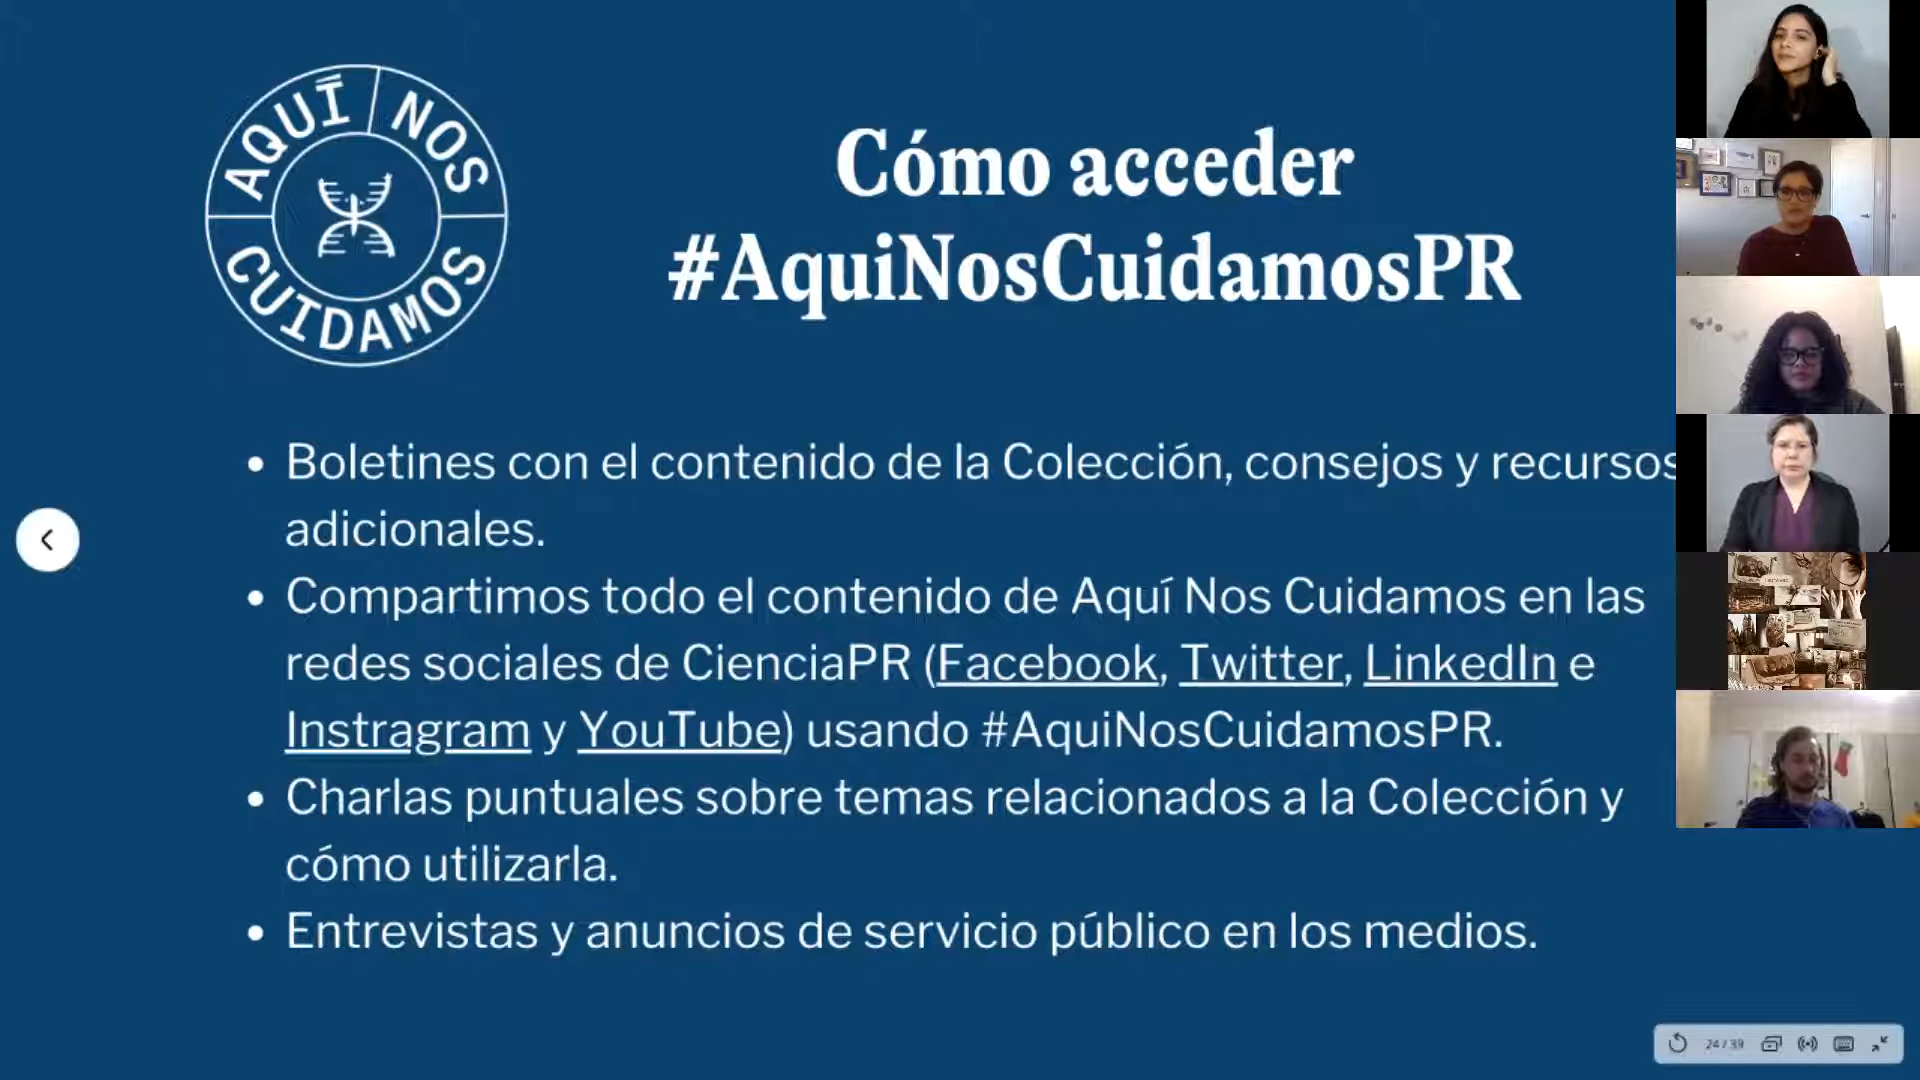 AQUÍ NOS CUIDAMOS
Cómo acceder
#AquiNosCuidamosPR
• Boletines con el contenido de la Colección, consejos y recursos
adicionales.
• Compartimos todo el contenido de Aquí Nos Cuidamos en las
redes sociales de CienciaPR (Facebook, Twitter, LinkedIn e
Instragram y YouTube) usando #AquiNosCuidamosPR.
• Charlas puntuales sobre temas relacionados a la Colección y
cómo utilizarla.
• Entrevistas y anuncios de servicio público en los medios.
24 / 39